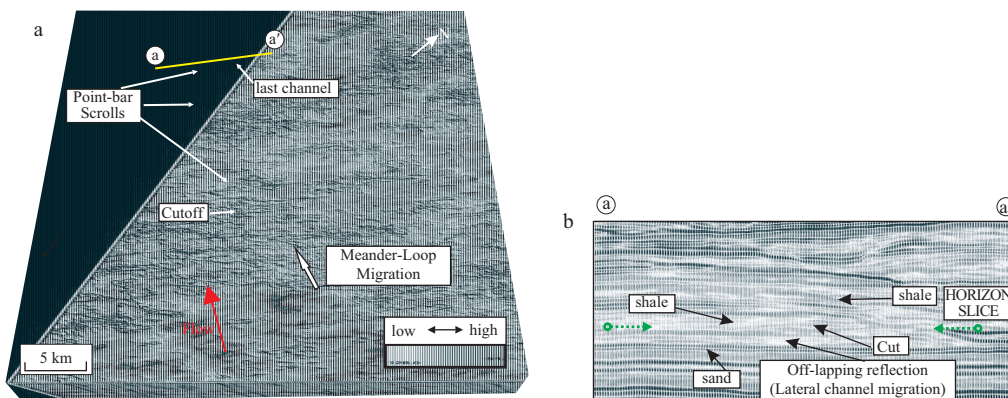 a
a
a'
last channel
Point-bar
Scrolls
Cutoff
Meander-Loop
Migration
Flow
low high
5 km
b
a
a
shale
shale
HORIZON
SLICE
Cut
sand
Off-lapping reflection
(Lateral channel migration)